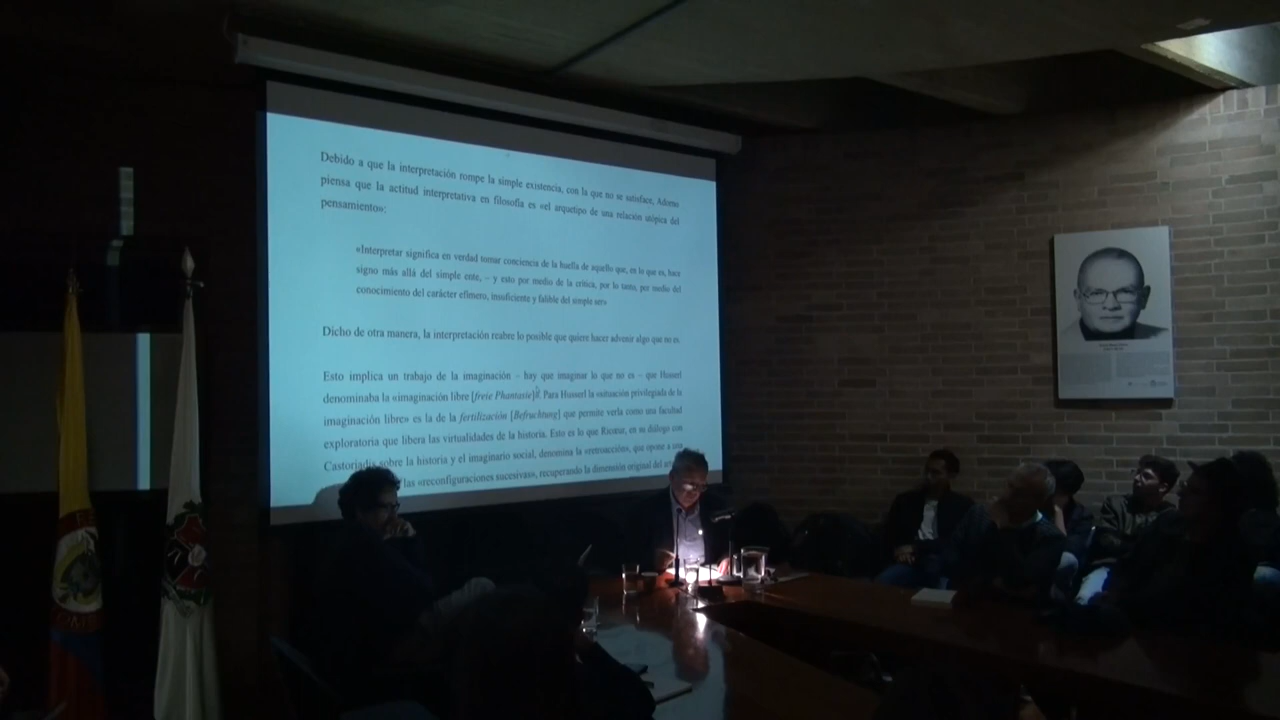 Debido a que la interpretación rompe la simple existencia, con la que no se satisface, Adorno
piensa que la actitud interpretativa en filosofía es «el arquetipo de una relación utópica del
pensamiento»:
«Interpretar significa en verdad tomar conciencia de la huella de aquello que, es lo que es, hace
signo más allá del simple ente, – y esto por medio de la crítica, por lo tanto, por medio del
conocimiento del carácter efímero, insuficiente y falible del simple ser»
Dicho de otra manera, la interpretación reabre lo posible que quiere hacer advenir algo que no es.
Esto implica un trabajo de la imaginación – hay que imaginar lo que no es – que Husserl
denominaba la «imaginación libre [freie Phantasie]». Para Husserl la «situación privilegiada de la
imaginación libre» es la de la fertilización [Befruchtung] que permite verla como una facultad
exploratoria que libera las virtualidades de la historia. Esto es lo que Ricœur, en su diálogo con
Castoriadis sobre la historia y el imaginario social, denomina la «retroacción», que opone a una
las «reconfiguraciones sucesivas», recuperando la dimensión original del